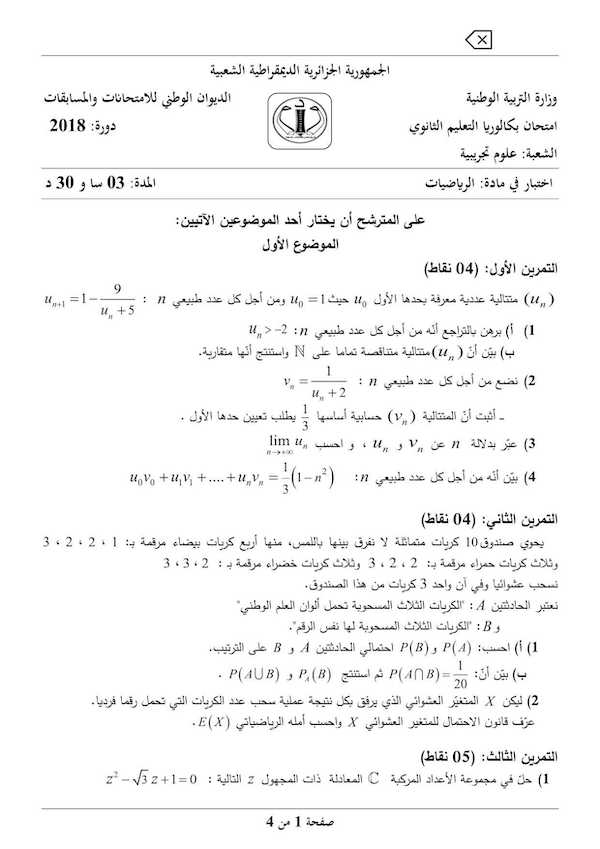 الجمهورية الجزائرية الديمقراطية الشعبية
وزارة التربية الوطنية
الديوان الوطني للامتحانات والمسابقات
امتحان بكالوريا التعليم الثانوي
دورة: 2018
الشعبة: علوم تجريبية
اختبار في مادة: الرياضيات
المدة: 03 سا و 30 د
على المترشح أن يختار أحد الموضوعين الآتيين:
الموضوع الأول
التمرين الأول: (04 نقاط)
(u_n) متتالية عددية معرفة بحدها الأول u_0 حيث u_0 = 1 ومن أجل كل عدد طبيعي n : u_{n+1} = 1 - \frac{9}{u_n + 5}
1) أ) برهن بالتراجع أنّه من أجل كل عدد طبيعي n : u_n > -2
ب) بيّن أنّ (u_n) متتالية متناقصة تماما على ℕ واستنتج أنّها متقاربة.
2) نضع من أجل كل عدد طبيعي n : v_n = \frac{1}{u_n + 2}
ـ أثبت أنّ المتتالية (v_n) حسابية أساسها \frac{1}{3} يطلب تعيين حدها الأول .
3) عبّر بدلالة n عن v_n و u_n ، و احسب \lim_{n→+∞} u_n
4) بيّن أنه من أجل كل عدد طبيعي n : u_0v_0 + u_1v_1 + .... + u_nv_n = \frac{1}{3}(1 - n^2)
التمرين الثاني: (04 نقاط)
يحوي صندوق 10 كريات متماثلة لا نفرق بينها باللمس، منها أربع كريات بيضاء مرقمة بـ: 1 ، 2 ، 2 ، 3
وثلاث كريات حمراء مرقمة بـ: 2 ، 2 ، 3 وثلاث كريات خضراء مرقمة بـ : 2 ، 3 ، 3
نسحب عشوائيا وفي آن واحد 3 كريات من هذا الصندوق.
نعتبر الحادثتين A : "الكريات الثلاث المسحوبة تحمل ألوان العلم الوطني"
و B : "الكريات الثلاث المسحوبة لها نفس الرقم".
1) أ) احسب: P(A) و P(B) احتمالي الحادثتين A و B على الترتيب.
ب) بيّن أنّ: P(A∩B) = \frac{1}{20} ثم استنتج P_A(B) و P(A∪B) .
2) ليكن X المتغيّر العشوائي الذي يرفق بكل نتيجة عملية سحب عدد الكريات التي تحمل رقما فرديا.
عرّف قانون الاحتمال للمتغير العشوائي X واحسب أمله الرياضياتي E(X) .
التمرين الثالث: (05 نقاط)
1) حلّ في مجموعة الأعداد المركبة ℂ المعادلة ذات المجهول z التالية : z^2 - √3 z + 1 = 0
صفحة 1 من 4